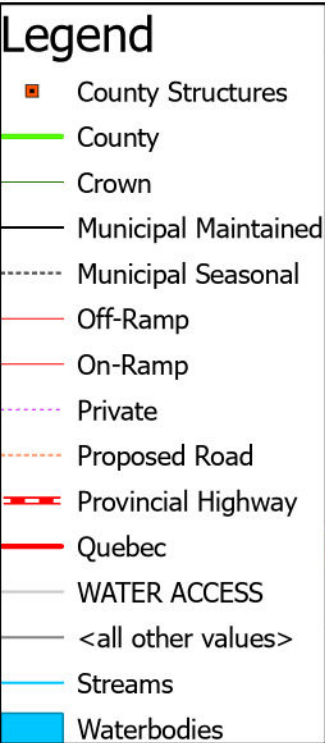 Legend
County Structures
County
Crown
Municipal Maintained
Municipal Seasonal
Off-Ramp
On-Ramp
Private
Proposed Road
Provincial Highway
Quebec
WATER ACCESS
<all other values>
Streams
Waterbodies